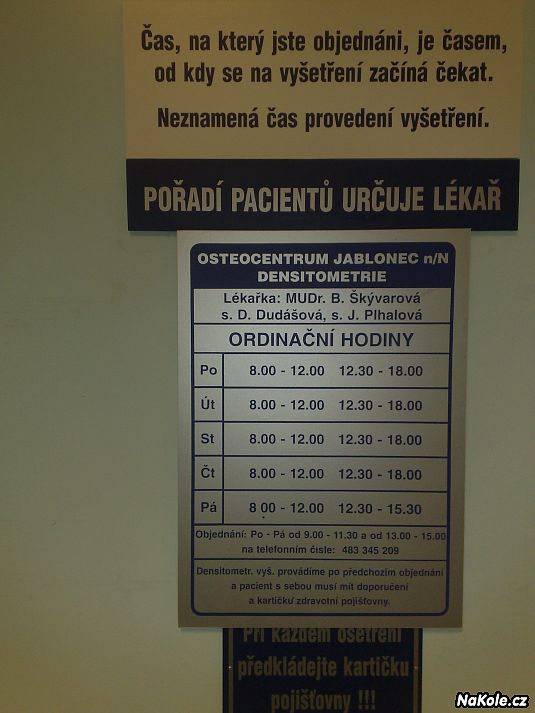 Čas, na který jste objednáni, je časem,
od kdy se na vyšetření začíná čekat.
Neznamená čas provedení vyšetření.
POŘADÍ PACIENTŮ URČUJE LÉKAŘ
OSTEOCENTRUM JABLONEC n/N
DENSITOMETRIE
Lékařka: MUDr. B. Škývarová
s. D. Dudášová, s. J. Plhalová
ORDINAČNÍ HODINY
Po 8.00 - 12.00 12.30 - 18.00
Út 8.00 - 12.00 12.30 - 18.00
St 8.00 - 12.00 12.30 - 18.00
Čt 8.00 - 12.00 12.30 - 18.00
Pá 8.00 - 12.00 12.30 - 15.30
Objednání: Po - Pá od 9.00 - 11.30 a od 13.00 - 15.00
na telefonním čísle: 483 345 209
Densitometr. vyš. provádíme po předchozím objednání
a pacient s sebou musí mít doporučení
a kartičku zdravotní pojišťovny.
Při každém ošetření
předkládejte kartičku
pojišťovny !!!
NaKole.cz